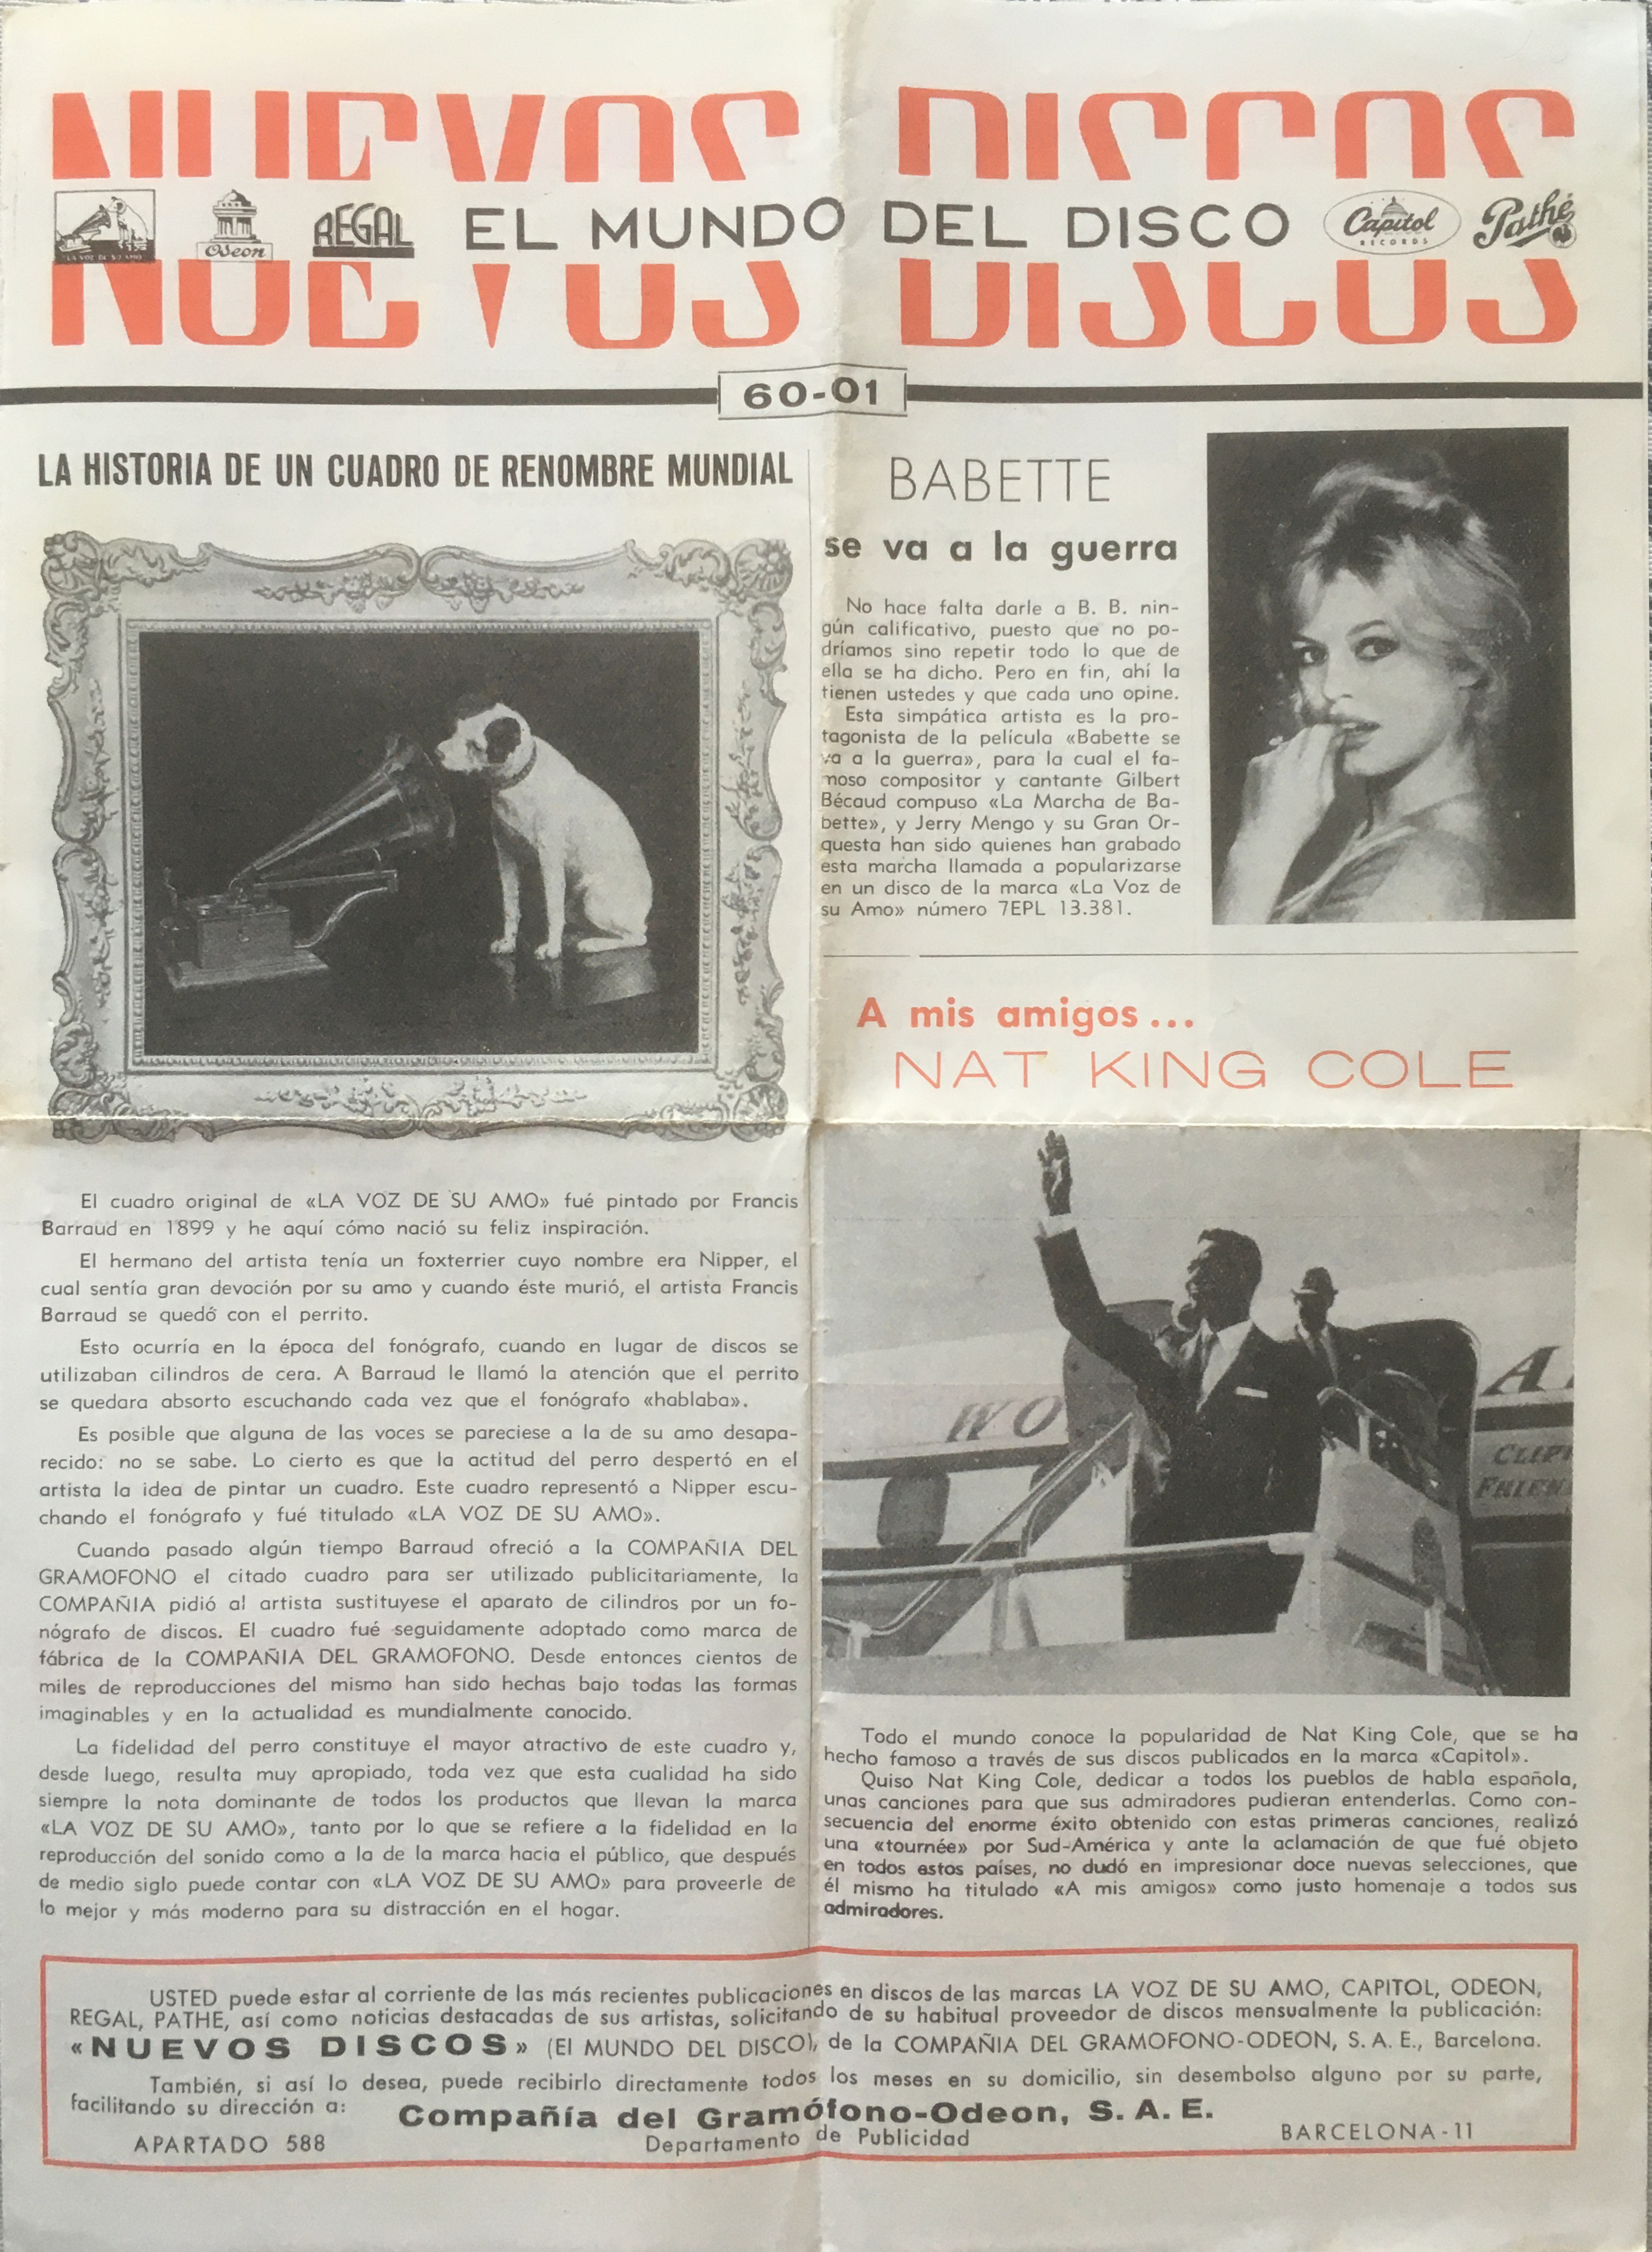 NUEVOS DISCOS
LA VOZ DE SU AMO
Odeon
REGAL
EL MUNDO DEL DISCO
Capitol
RECORDS
Pathé
60-01
LA HISTORIA DE UN CUADRO DE RENOMBRE MUNDIAL
El cuadro original de «LA VOZ DE SU AMO» fué pintado por Francis
Barraud en 1899 y he aquí cómo nació su feliz inspiración.
El hermano del artista tenía un foxterrier cuyo nombre era Nipper, el
cual sentía gran devoción por su amo y cuando éste murió, el artista Francis
Barraud se quedó con el perrito.
Esto ocurría en la época del fonógrafo, cuando en lugar de discos se
utilizaban cilindros de cera. A Barraud le llamó la atención que el perrito
se quedara absorto escuchando cada vez que el fonógrafo «hablaba».
Es posible que alguna de las voces se pareciese a la de su amo desapa-
recido: no se sabe. Lo cierto es que la actitud del perro despertó en el
artista la idea de pintar un cuadro. Este cuadro representó a Nipper escu-
chando el fonógrafo y fué titulado «LA VOZ DE SU AMO».
Cuando pasado algún tiempo Barraud ofreció a la COMPAÑIA DEL
GRAMOFONO el citado cuadro para ser utilizado publicitariamente, la
COMPAÑIA pidió al artista sustituyese el aparato de cilindros por un fo-
nógrafo de discos. El cuadro fué seguidamente adoptado como marca de
fábrica de la COMPAÑIA DEL GRAMOFONO. Desde entonces cientos de
miles de reproducciones del mismo han sido hechas bajo todas las formas
imaginables y en la actualidad es mundialmente conocido.
La fidelidad del perro constituye el mayor atractivo de este cuadro y,
desde luego, resulta muy apropiado, toda vez que esta cualidad ha sido
siempre la nota dominante de todos los productos que llevan la marca
«LA VOZ DE SU AMO», tanto por lo que se refiere a la fidelidad en la
reproducción del sonido como a la de la marca hacia el público, que después
de medio siglo puede contar con «LA VOZ DE SU AMO» para proveerle de
lo mejor y más moderno para su distracción en el hogar.
BABETTE
se va a la guerra
No hace falta darle a B. B. nin-
gún calificativo, puesto que no po-
dríamos sino repetir todo lo que de
ella se ha dicho. Pero en fin, ahí la
tienen ustedes y que cada uno opine.
Esta simpática artista es la pro-
tagonista de la película «Babette se
va a la guerra», para la cual el fa-
moso compositor y cantante Gilbert
Bécaud compuso «La Marcha de Ba-
bette», y Jerry Mengo y su Gran Or-
questa han sido quienes han grabado
esta marcha llamada a popularizarse
en un disco de la marca «La Voz de
su Amo» número 7EPL 13.381.
A mis amigos...
NAT KING COLE
WO
A
CLIP
FRIEN
Todo el mundo conoce la popularidad de Nat King Cole, que se ha
hecho famoso a través de sus discos publicados en la marca «Capitol».
Quiso Nat King Cole, dedicar a todos los pueblos de habla española,
unas canciones para que sus admiradores pudieran entenderlas. Como con-
secuencia del enorme éxito obtenido con estas primeras canciones, realizó
una «tournée» por Sud-América y ante la aclamación de que fué objeto
en todos estos países, no dudó en impresionar doce nuevas selecciones, que
él mismo ha titulado «A mis amigos» como justo homenaje a todos sus
admiradores.
USTED puede estar al corriente de las más recientes publicaciones en discos de las marcas LA VOZ DE SU AMO, CAPITOL, ODEON,
REGAL, PATHE, así como noticias destacadas de sus artistas, solicitando de su habitual proveedor de discos mensualmente la publicación:
«NUEVOS DISCOS» (El MUNDO DEL DISCO), de la COMPAÑIA DEL GRAMOFONO-ODEON, S. A. E., Barcelona.
También, si así lo desea, puede recibirlo directamente todos los meses en su domicilio, sin desembolso alguno por su parte,
facilitando su dirección a: Compañía del Gramófono-Odeon, S. A. E.
APARTADO 588 Departamento de Publicidad BARCELONA-11